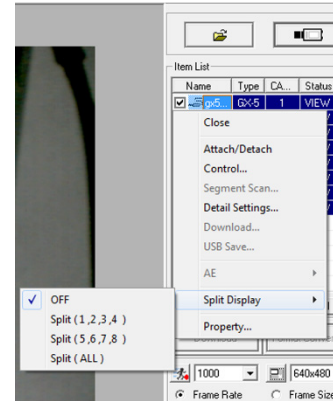 Item List
Name Type CA... Status
gx5... GX-5 1 VIEW
Close
Attach/Detach
Control...
Segment Scan...
Detail Settings...
Download...
USB Save...
AE
Split Display
Property...
OFF
Split ( 1,2,3,4 )
Split ( 5,6,7,8 )
Split ( ALL )
1000 640x480
Frame Rate Frame Size